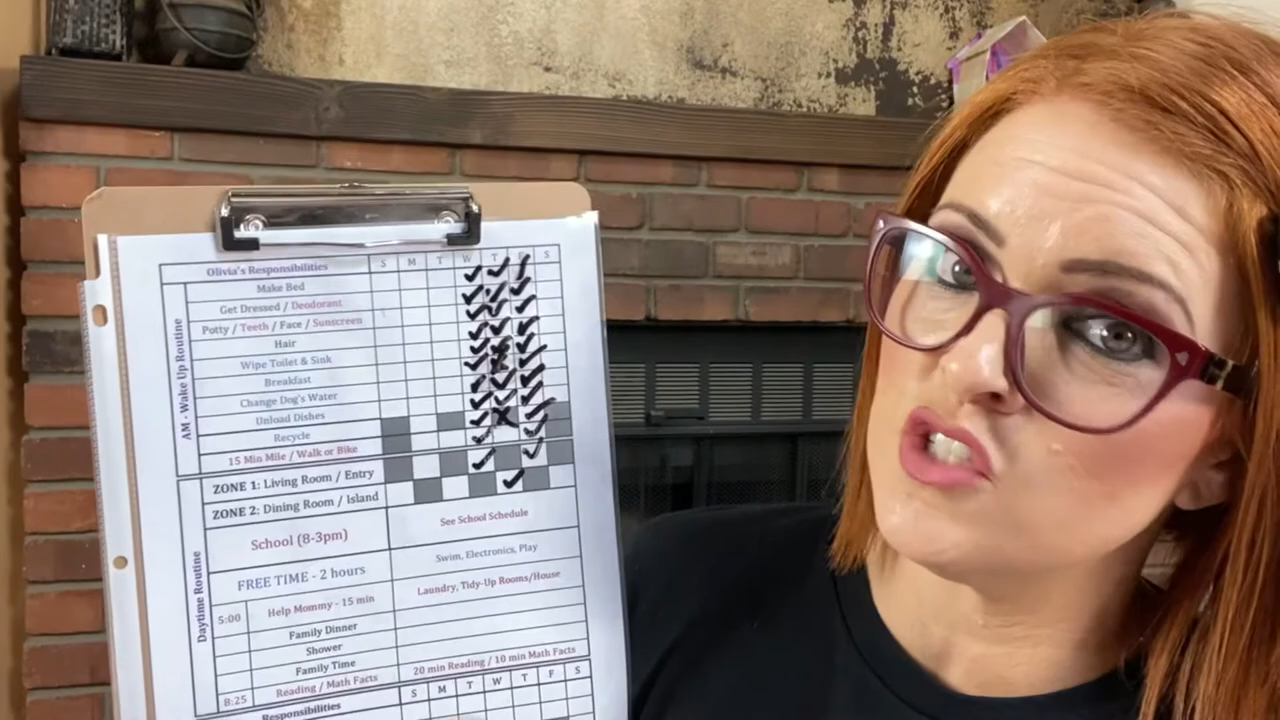 Olivia's Responsibilities S M T W T S
AM - Wake Up Routine
Make Bed
Get Dressed / Deodorant
Potty / Teeth / Face / Sunscreen
Hair
Wipe Toilet & Sink
Breakfast
Change Dog's Water
Unload Dishes
Recycle
15 Min Mile / Walk or Bike
Daytime Routine
ZONE 1: Living Room / Entry
ZONE 2: Dining Room / Island
School (8-3pm) See School Schedule
FREE TIME - 2 hours Swim, Electronics, Play
5:00 Help Mommy - 15 min Laundry, Tidy-Up Rooms/House
Family Dinner
Shower
Family Time
8:25 Reading / Math Facts 20 min Reading / 10 min Math Facts
Responsibilities S M T W T F S